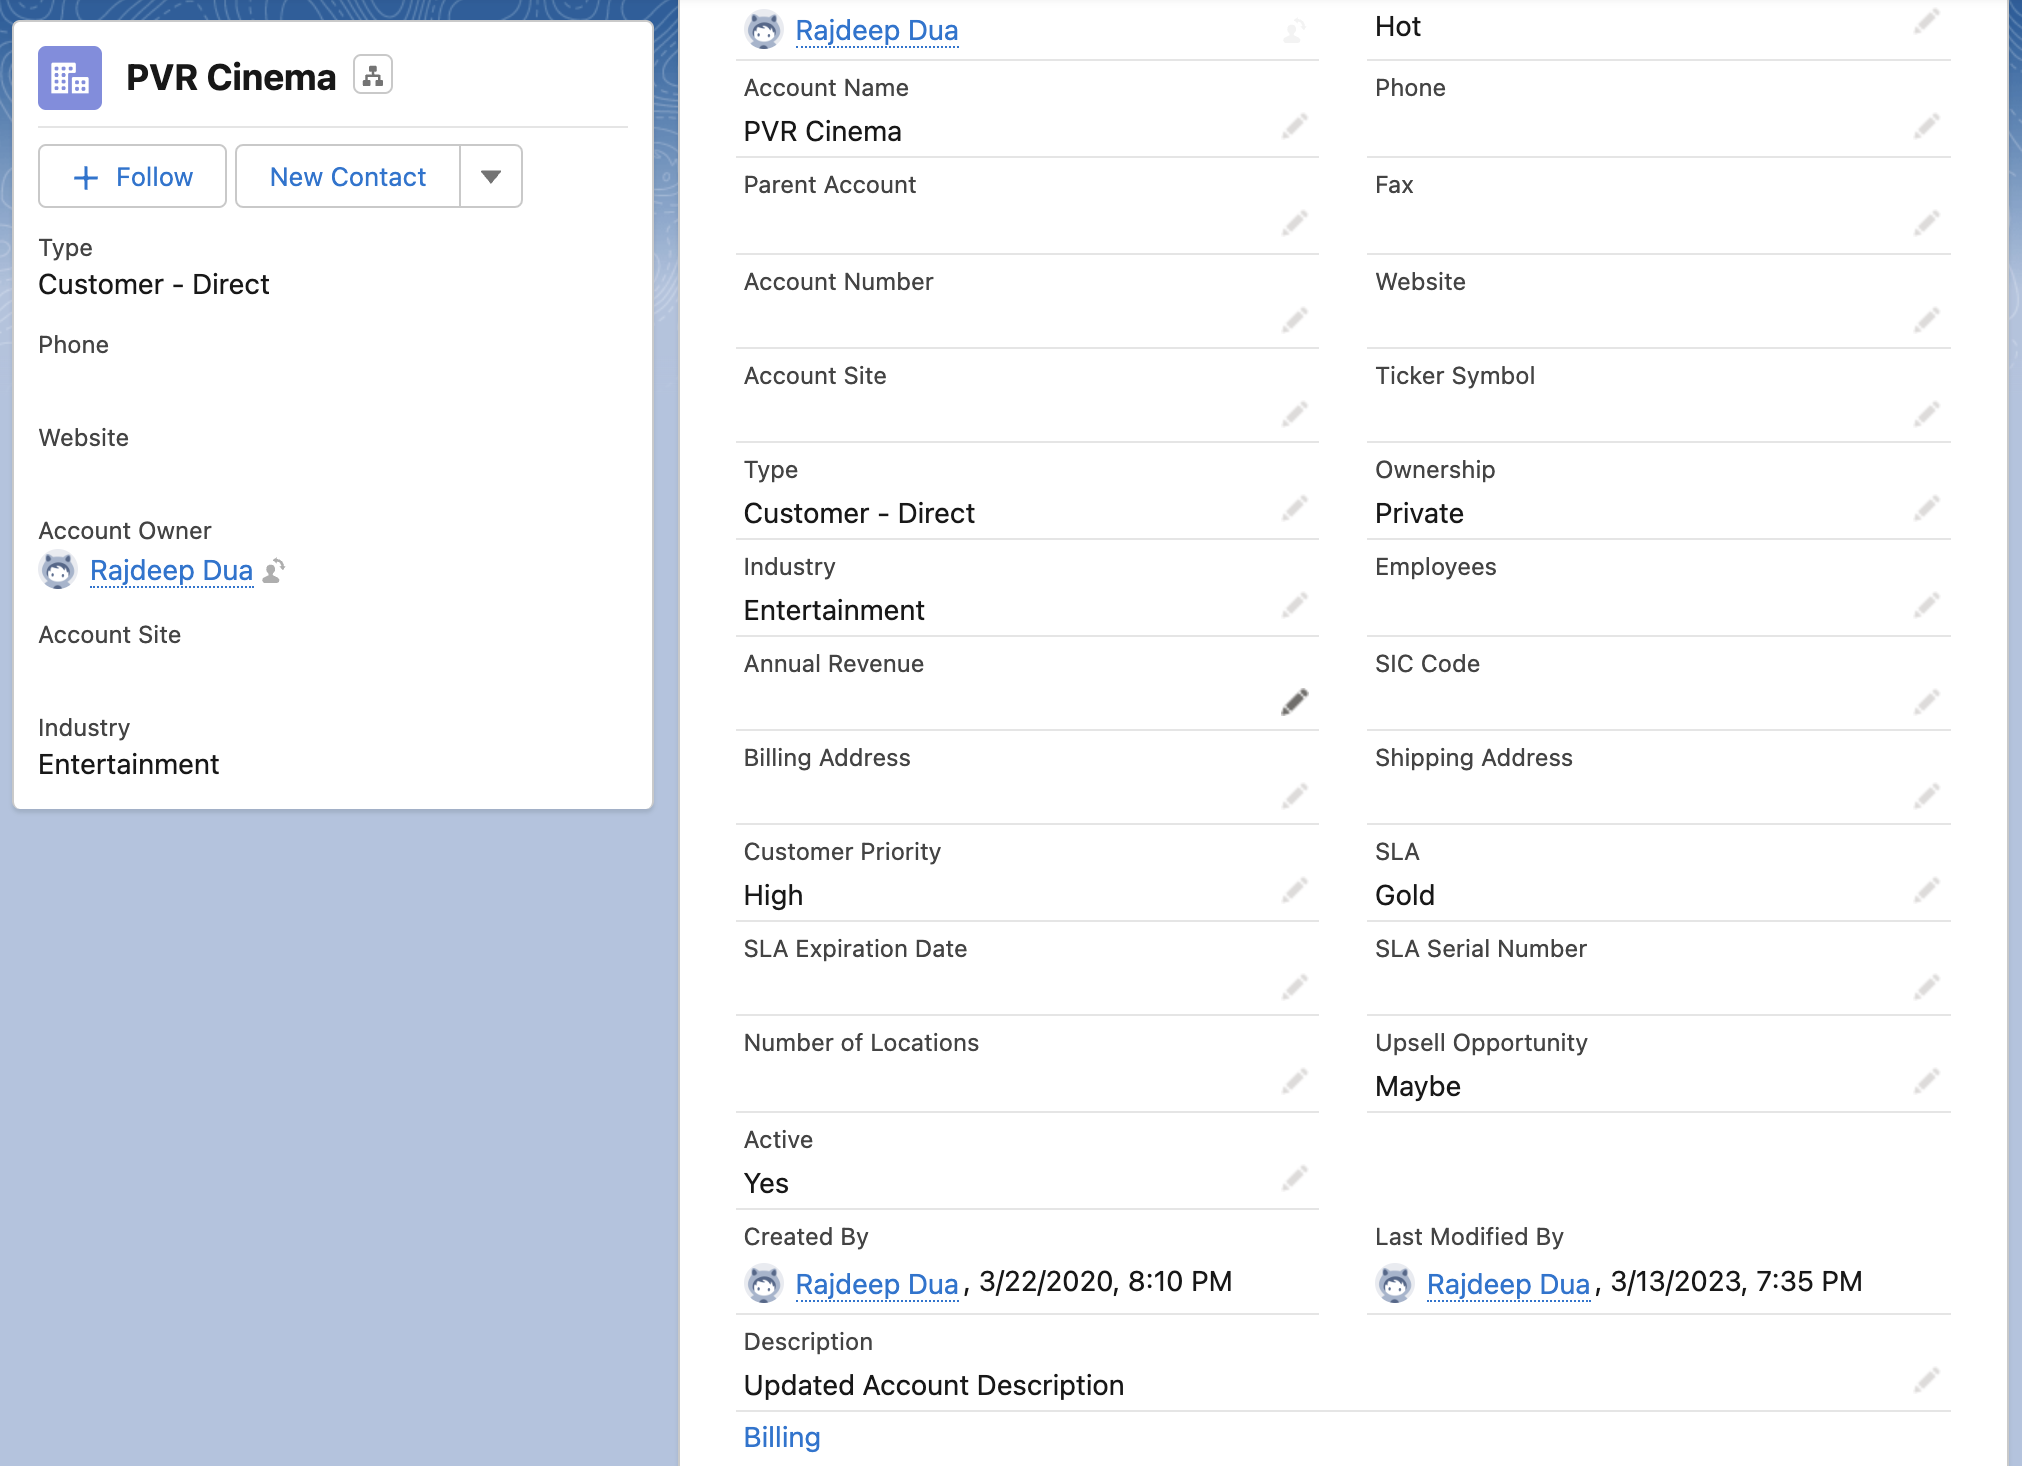 PVR Cinema
Follow
New Contact
Type
Customer - Direct
Phone
Website
Account Owner
Rajdeep Dua
Account Site
Industry
Entertainment
Rajdeep Dua
Hot
Account Name
PVR Cinema
Phone
Parent Account
Fax
Account Number
Website
Account Site
Ticker Symbol
Type
Customer - Direct
Ownership
Private
Industry
Entertainment
Employees
Annual Revenue
SIC Code
Billing Address
Shipping Address
Customer Priority
High
SLA
Gold
SLA Expiration Date
SLA Serial Number
Number of Locations
Upsell Opportunity
Maybe
Active
Yes
Created By
Rajdeep Dua, 3/22/2020, 8:10 PM
Last Modified By
Rajdeep Dua, 3/13/2023, 7:35 PM
Description
Updated Account Description
Billing